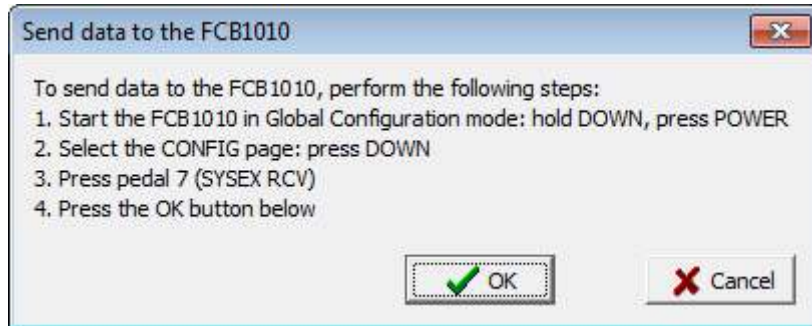 Send data to the FCB1010
To send data to the FCB1010, perform the following steps:
1. Start the FCB1010 in Global Configuration mode: hold DOWN, press POWER
2. Select the CONFIG page: press DOWN
3. Press pedal 7 (SYSEX RCV)
4. Press the OK button below
OK Cancel